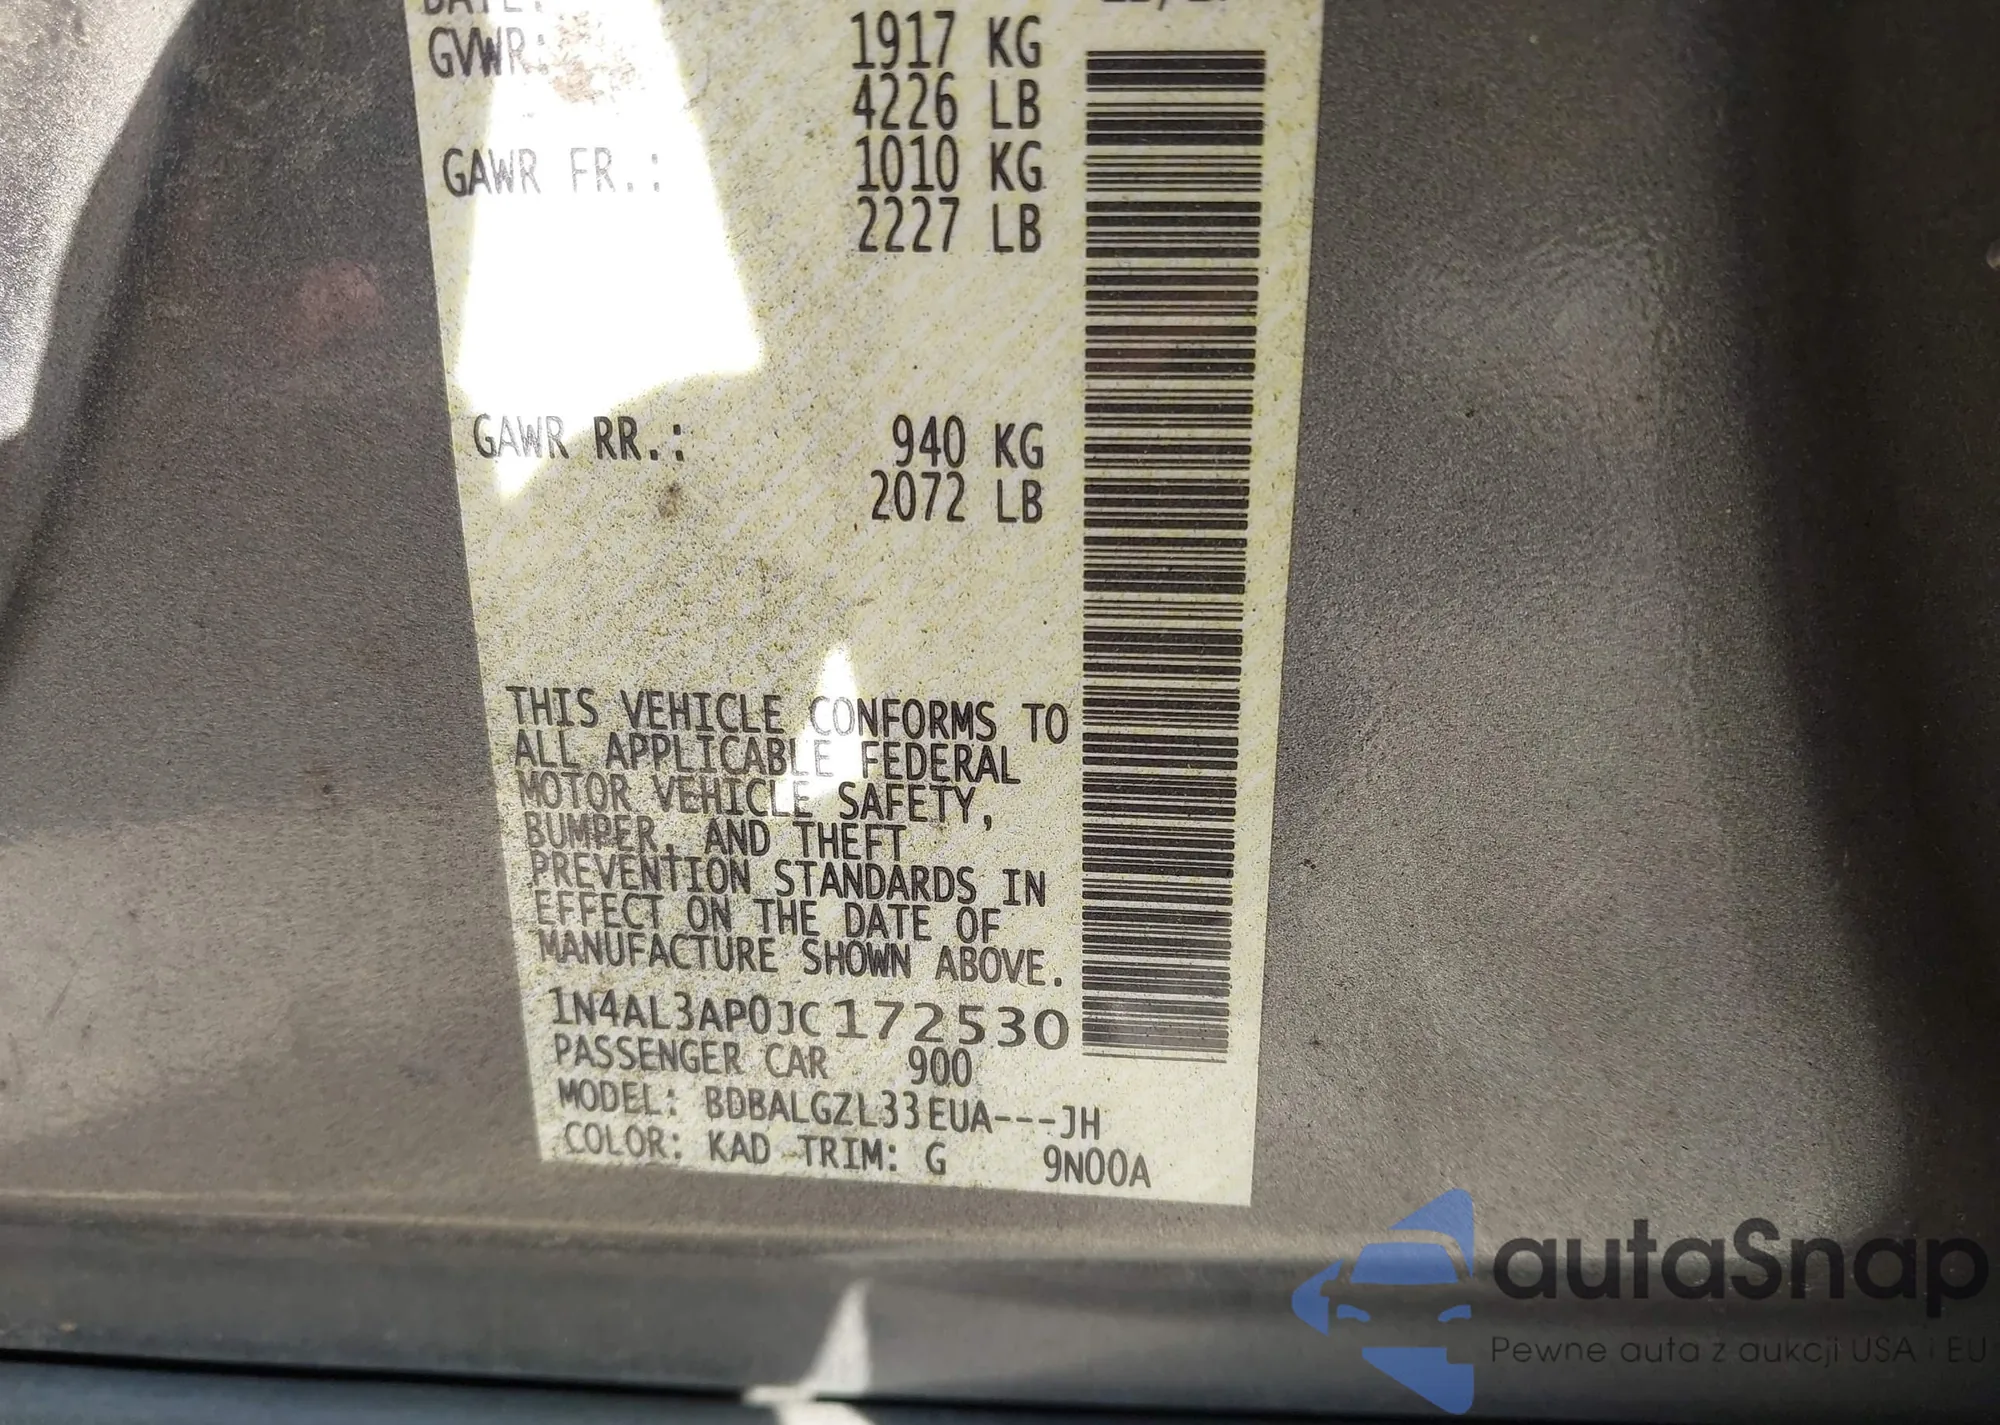 DATE:
GVWR: 1917 KG
4226 LB
GAWR FR.: 1010 KG
2227 LB
GAWR RR.: 940 KG
2072 LB
THIS VEHICLE CONFORMS TO
ALL APPLICABLE FEDERAL
MOTOR VEHICLE SAFETY,
BUMPER, AND THEFT
PREVENTION STANDARDS IN
EFFECT ON THE DATE OF
MANUFACTURE SHOWN ABOVE.
1N4AL3AP0JC172530
PASSENGER CAR 900
MODEL: BDBALGZL33EUA---JH
COLOR: KAD TRIM: G 9N00A
autaSnap
Pewne auta z aukcji USA i EU